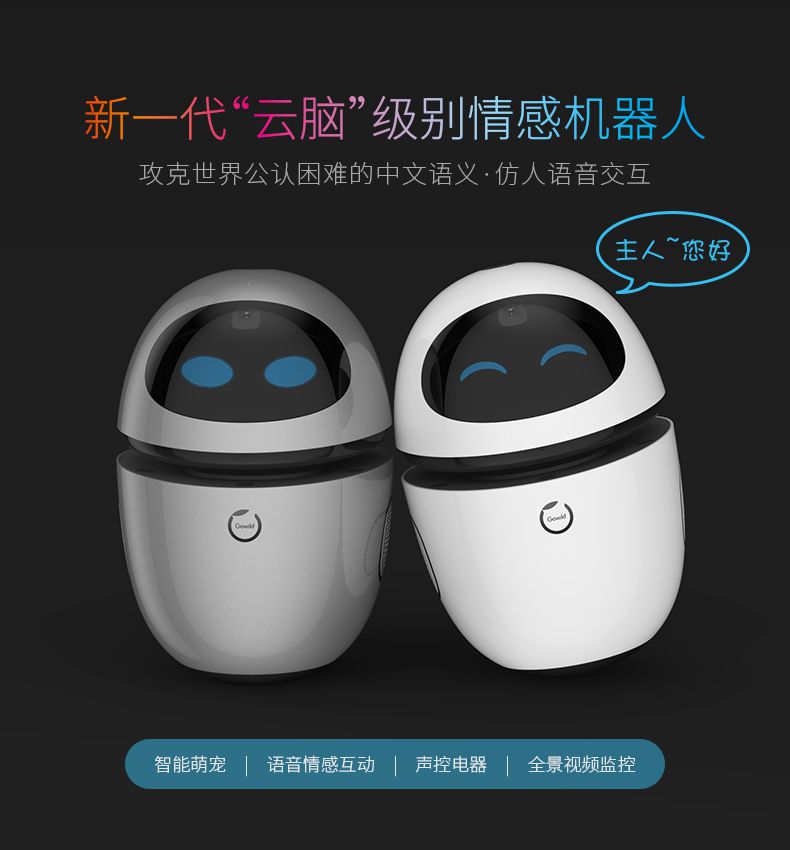 新一代“云脑”级别情感机器人
攻克世界公认困难的中文语义·仿人语音交互
主人~您好
Gowild
Gowild
智能萌宠 | 语音情感互动 | 声控电器 | 全景视频监控